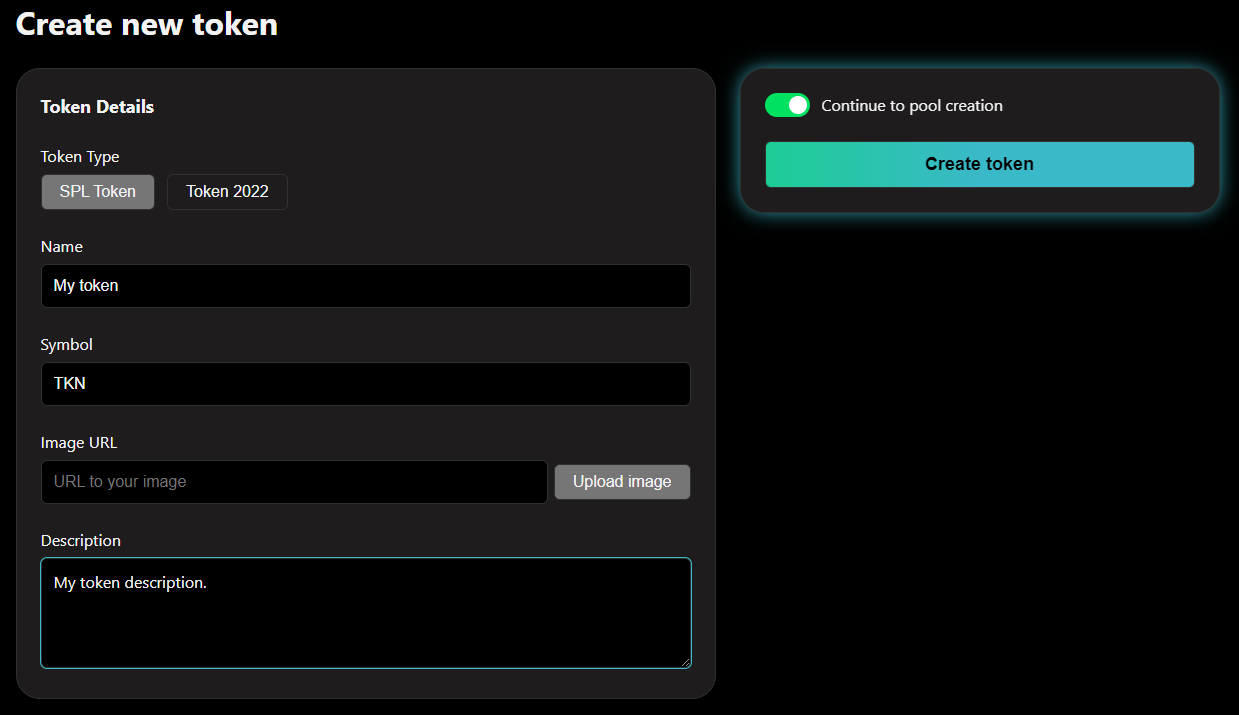 Create new token
Token Details
Token Type
SPL Token
Token 2022
Name
My token
Symbol
TKN
Image URL
URL to your image
Upload image
Description
My token description.
Continue to pool creation
Create token